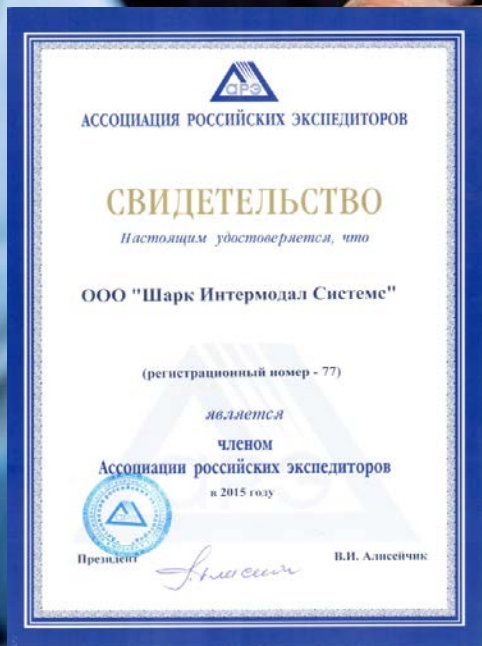 АРЭ
АССОЦИАЦИЯ РОССИЙСКИХ ЭКСПЕДИТОРОВ
СВИДЕТЕЛЬСТВО
Настоящим удостоверяется, что
ООО "Шарк Интермодал Системс"
(регистрационный номер - 77)
является
членом
Ассоциации российских экспедиторов
в 2015 году
Президент
В.И. Алисейчик